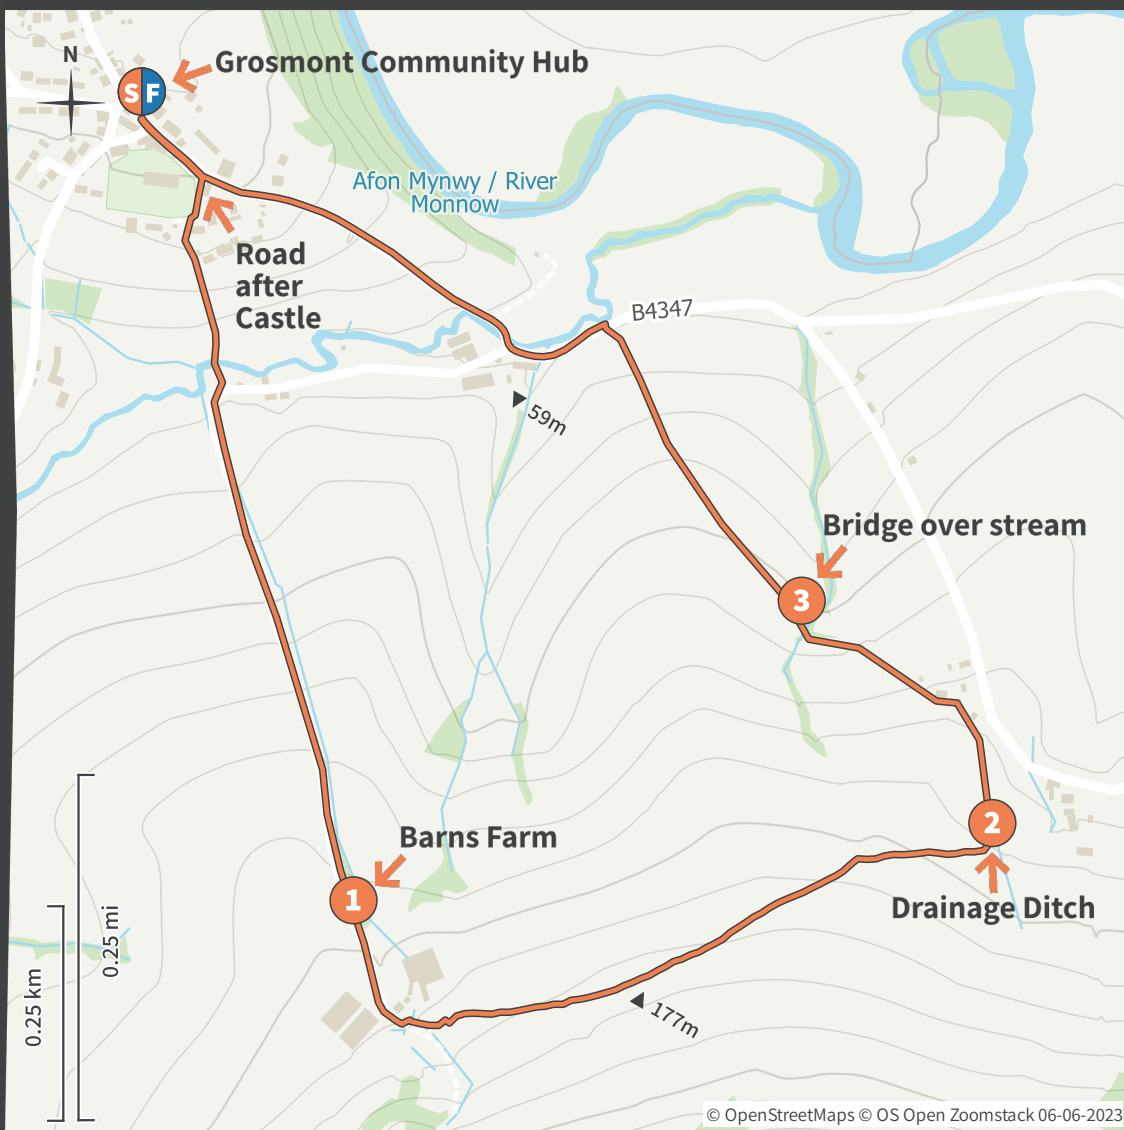 N
S F
Grosmont Community Hub
Afon Mynwy / River
Monnow
Road
after
Castle
B4347
59m
Bridge over stream
3
2
Barns Farm
1
Drainage Ditch
0.25 mi
0.25 km
177m
© OpenStreetMaps © OS Open Zoomstack 06-06-2023